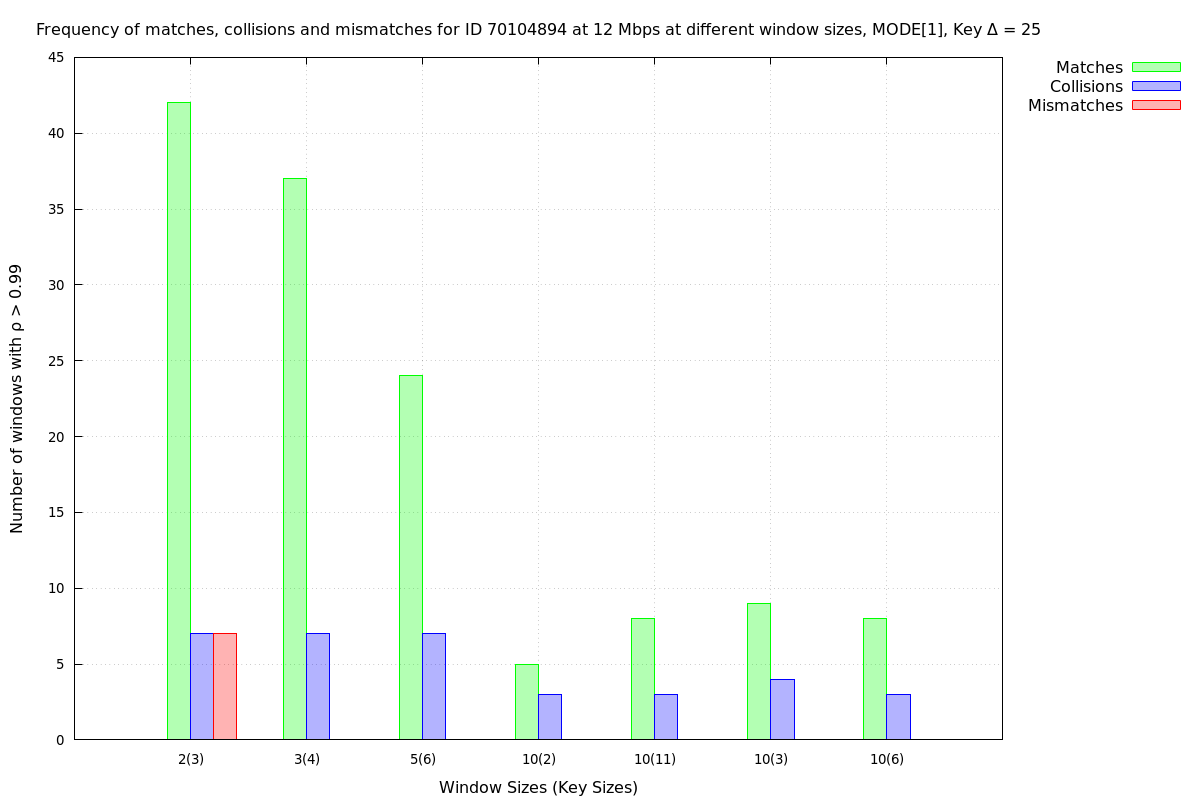 Frequency of matches, collisions and mismatches for ID 70104894 at 12 Mbps at different window sizes, MODE[1], Key Δ = 25
Matches
Collisions
Mismatches
Number of windows with ρ > 0.99
45
40
35
30
25
20
15
10
5
0
2(3) 3(4) 5(6) 10(2) 10(11) 10(3) 10(6)
Window Sizes (Key Sizes)